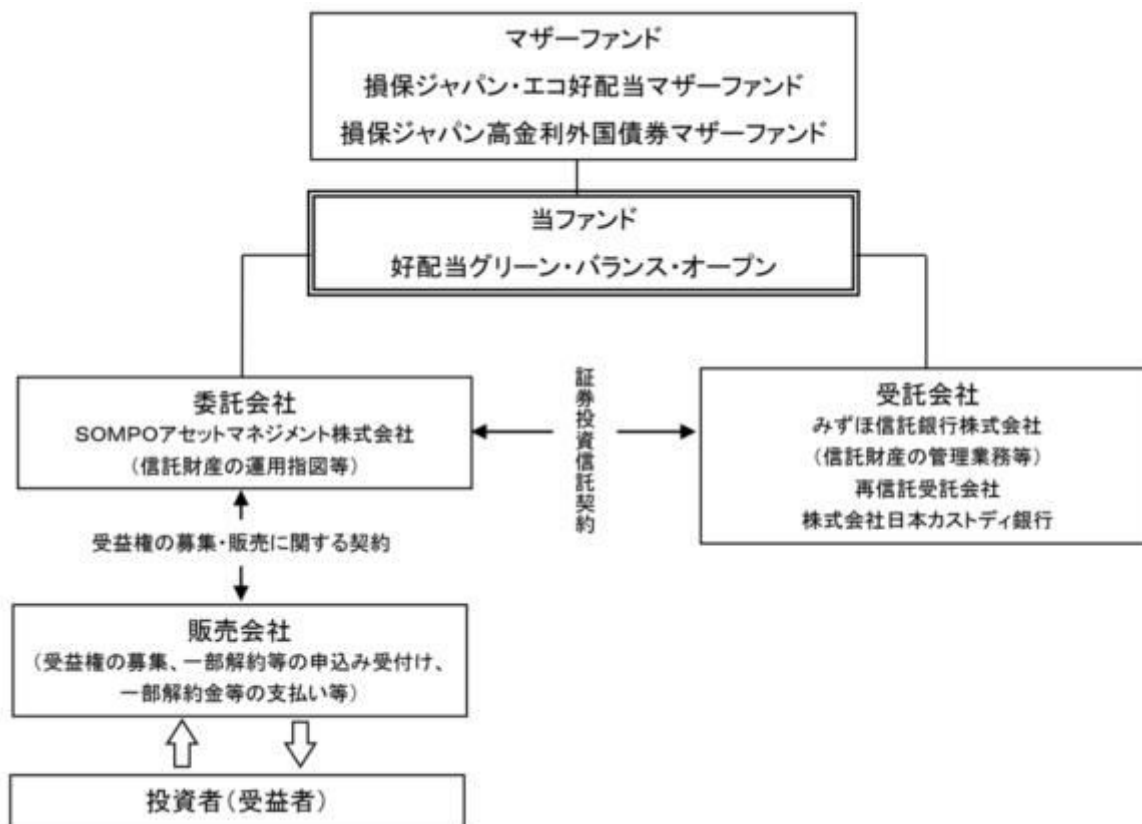 マザーファンド
損保ジャパン・エコ好配当マザーファンド
損保ジャパン高金利外国債券マザーファンド
当ファンド
好配当グリーン・バランス・オープン
委託会社
SOMPOアセットマネジメント株式会社
(信託財産の運用指図等)
証券投資信託契約
受託会社
みずほ信託銀行株式会社
(信託財産の管理業務等)
再信託受託会社
株式会社日本カストディ銀行
受益権の募集・販売に関する契約
販売会社
(受益権の募集、一部解約等の申込み受付け、
一部解約金等の支払い等)
投資者(受益者)